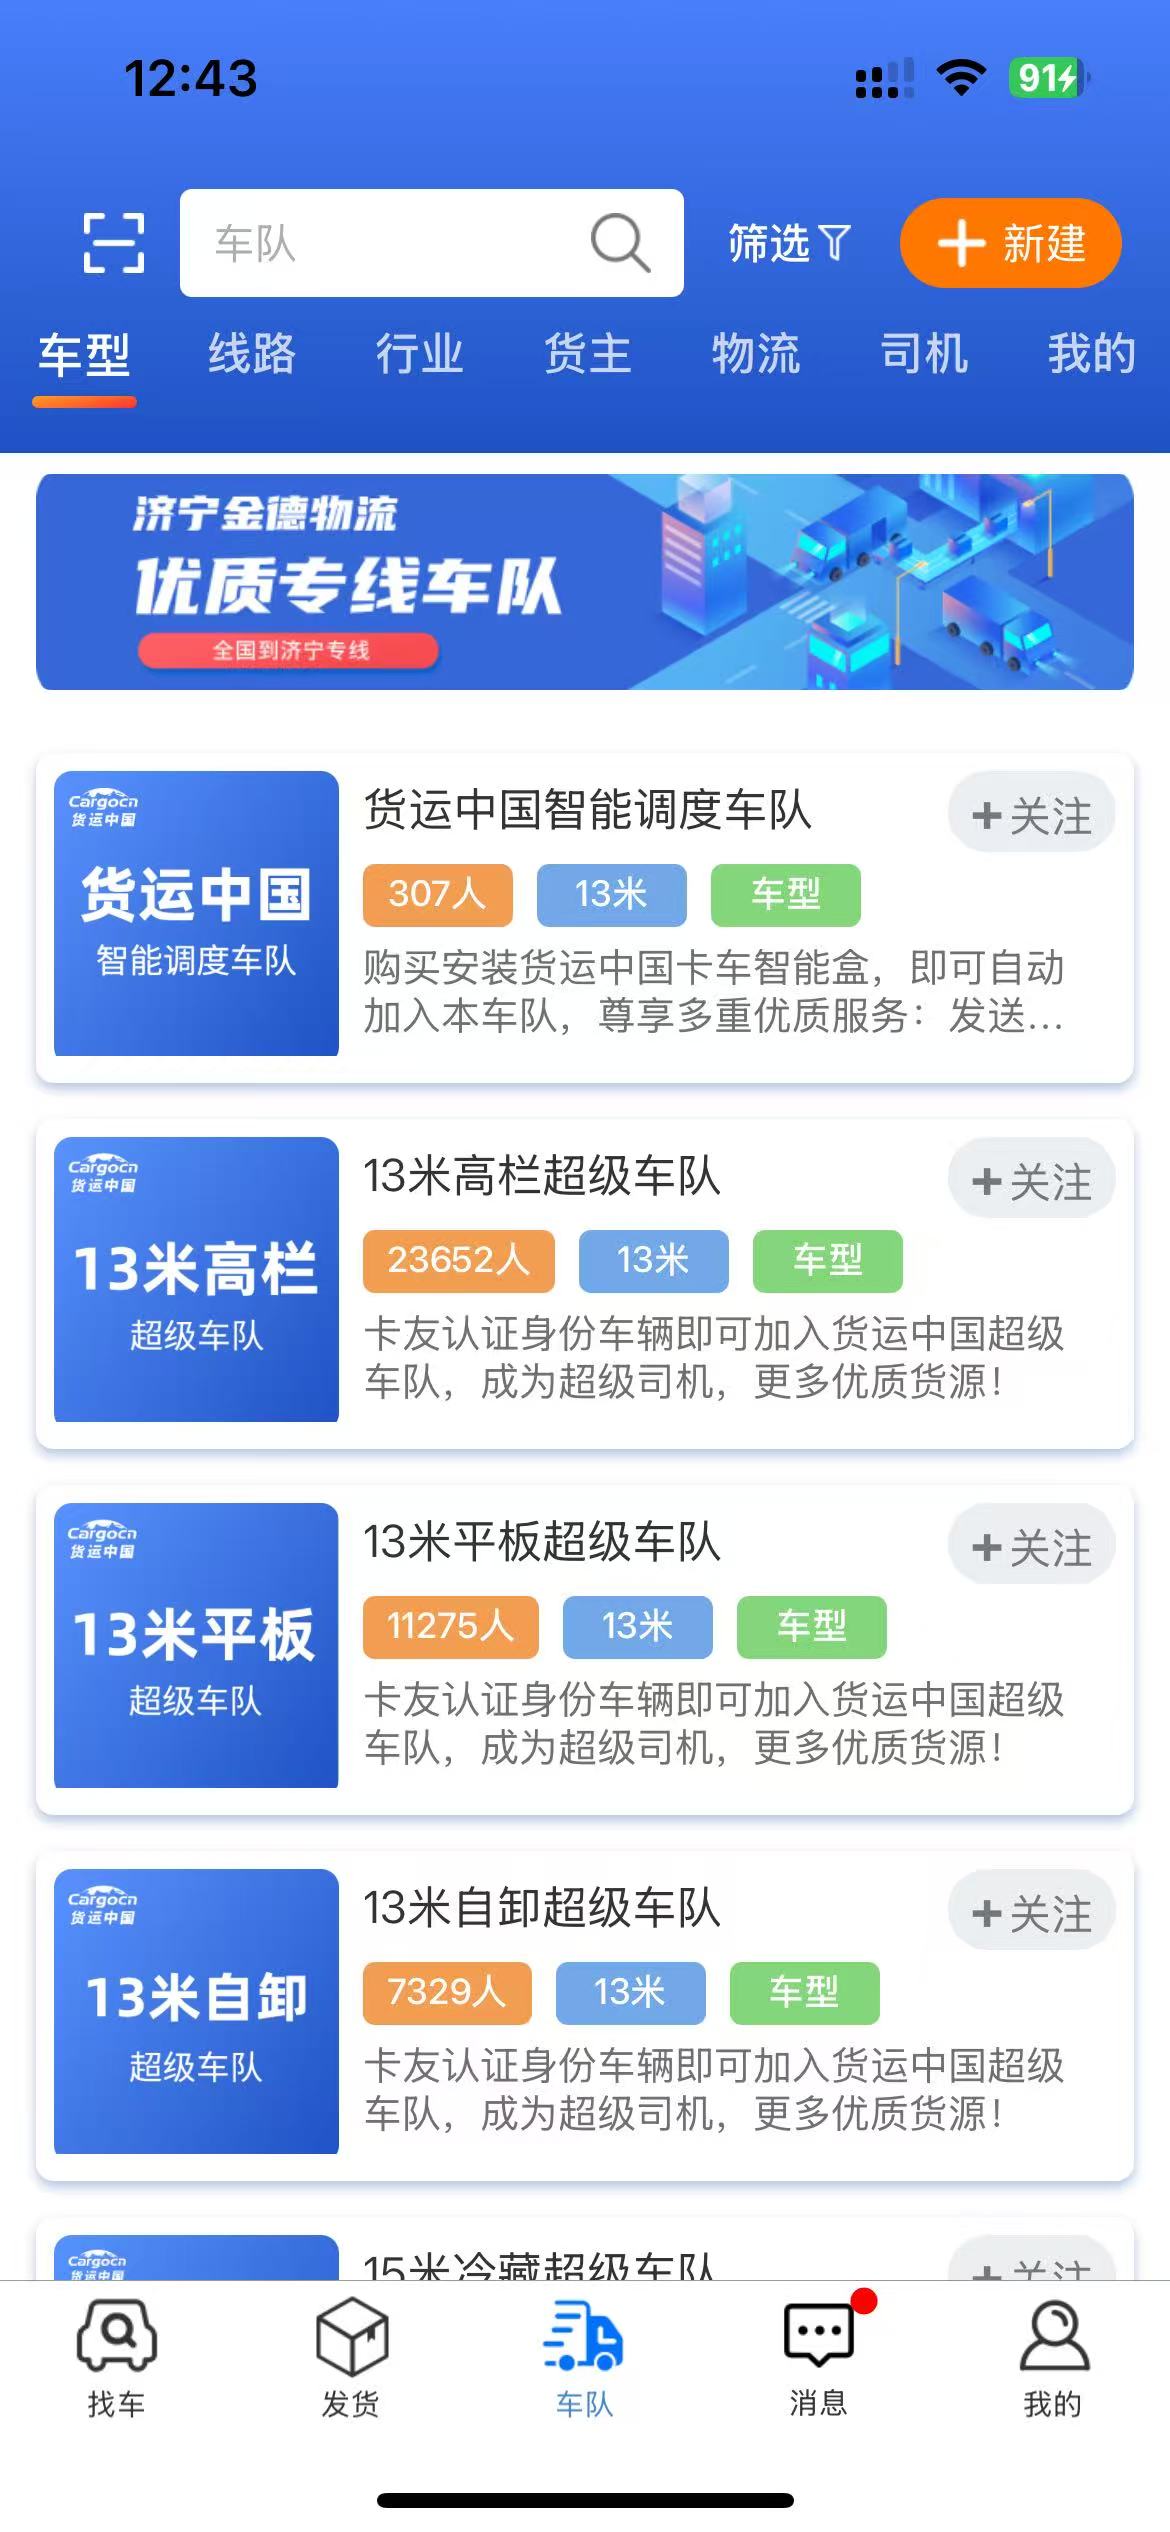 12:43
91
车队
筛选
新建
车型 线路 行业 货主 物流 司机 我的
济宁金德物流
优质专线车队
全国到济宁专线
Cargocn
货运中国
货运中国
智能调度车队
货运中国智能调度车队
+关注
307人 13米 车型
购买安装货运中国卡车智能盒，即可自动
加入本车队，尊享多重优质服务：发送...
Cargocn
货运中国
13米高栏
超级车队
13米高栏超级车队
+关注
23652人 13米 车型
卡友认证身份车辆即可加入货运中国超级
车队，成为超级司机，更多优质货源！
Cargocn
货运中国
13米平板
超级车队
13米平板超级车队
+关注
11275人 13米 车型
卡友认证身份车辆即可加入货运中国超级
车队，成为超级司机，更多优质货源！
Cargocn
货运中国
13米自卸
超级车队
13米自卸超级车队
+关注
7329人 13米 车型
卡友认证身份车辆即可加入货运中国超级
车队，成为超级司机，更多优质货源！
Cargocn
货运中国
15米冷藏超级车队
+关注
找车 发货 车队 消息 我的